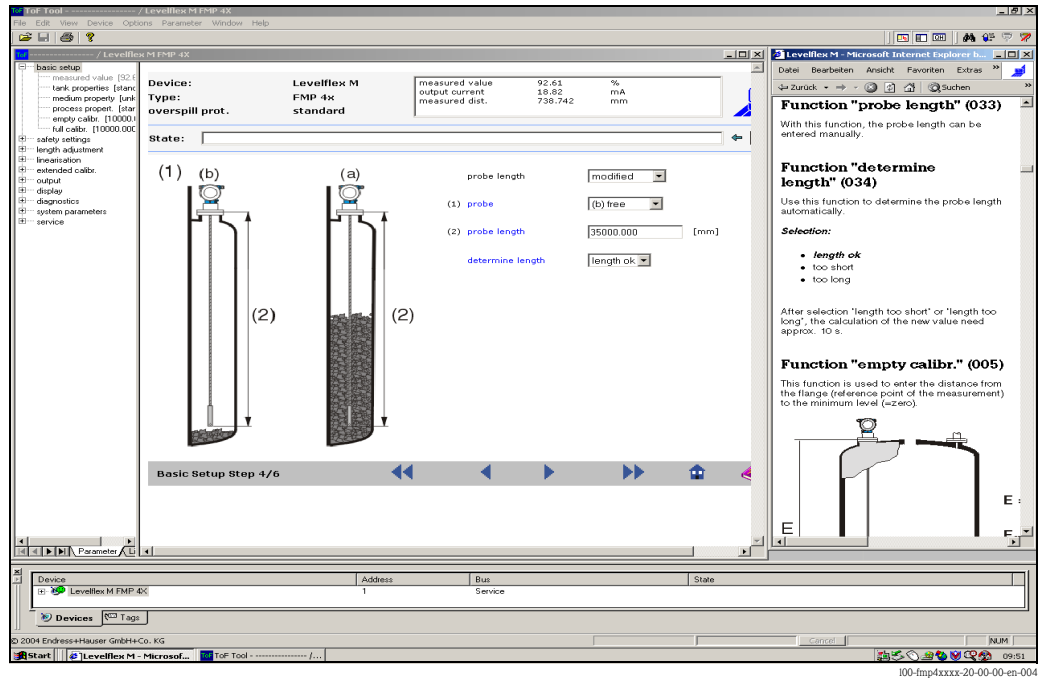 ToF Tool - --------------- / Levelflex M FMP 4X
File Edit View Device Options Parameter Window Help
---------------- / Levelflex M FMP 4X
basic setup
measured value [92.6
tank properties [stanc
medium property [unk
process propert. [star
empty calibr. [10000.(
full calibr. [10000.00C
safety settings
length adjustment
linearisation
extended calibr.
output
display
diagnostics
system parameters
service
Parameter
Device: Levelflex M
Type: FMP 4x
overspill prot. standard
measured value 92.61 %
output current 18.82 mA
measured dist. 738.742 mm
State:
(1) (b) (a)
(2) (2)
probe length modified
(1) probe (b) free
(2) probe length 35000.000 [mm]
determine length length ok
Basic Setup Step 4/6
Levelflex M - Microsoft Internet Explorer b...
Datei Bearbeiten Ansicht Favoriten Extras »
Zurück Suchen »
Function "probe length" (033)
With this function, the probe length can be
entered manually.
Function "determine
length" (034)
Use this function to determine the probe length
automatically.
Selection:
• length ok
• too short
• too long
After selection "length too short" or "length too
long", the calculation of the new value need
approx. 10 s.
Function "empty calibr." (005)
This function is used to enter the distance from
the flange (reference point of the measurement)
to the minimum level (=zero).
E
E :
Device Address Bus State
Levelflex M FMP 4X 1 Service
Devices Tags
© 2004 Endress+Hauser GmbH+Co. KG
Cancel
NUM
Start Levelflex M - Microsof... ToF Tool - --------------- /... 09:51
l00-fmp4xxxx-20-00-00-en-004